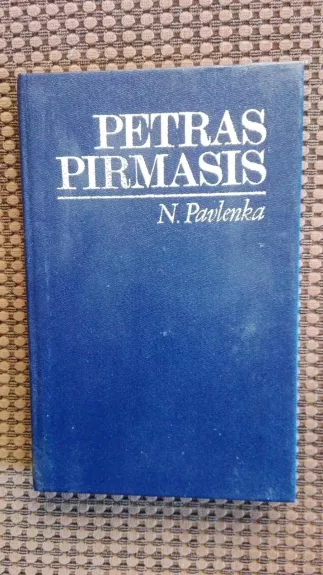 PETRAS
PIRMASIS
N. Pavlenka